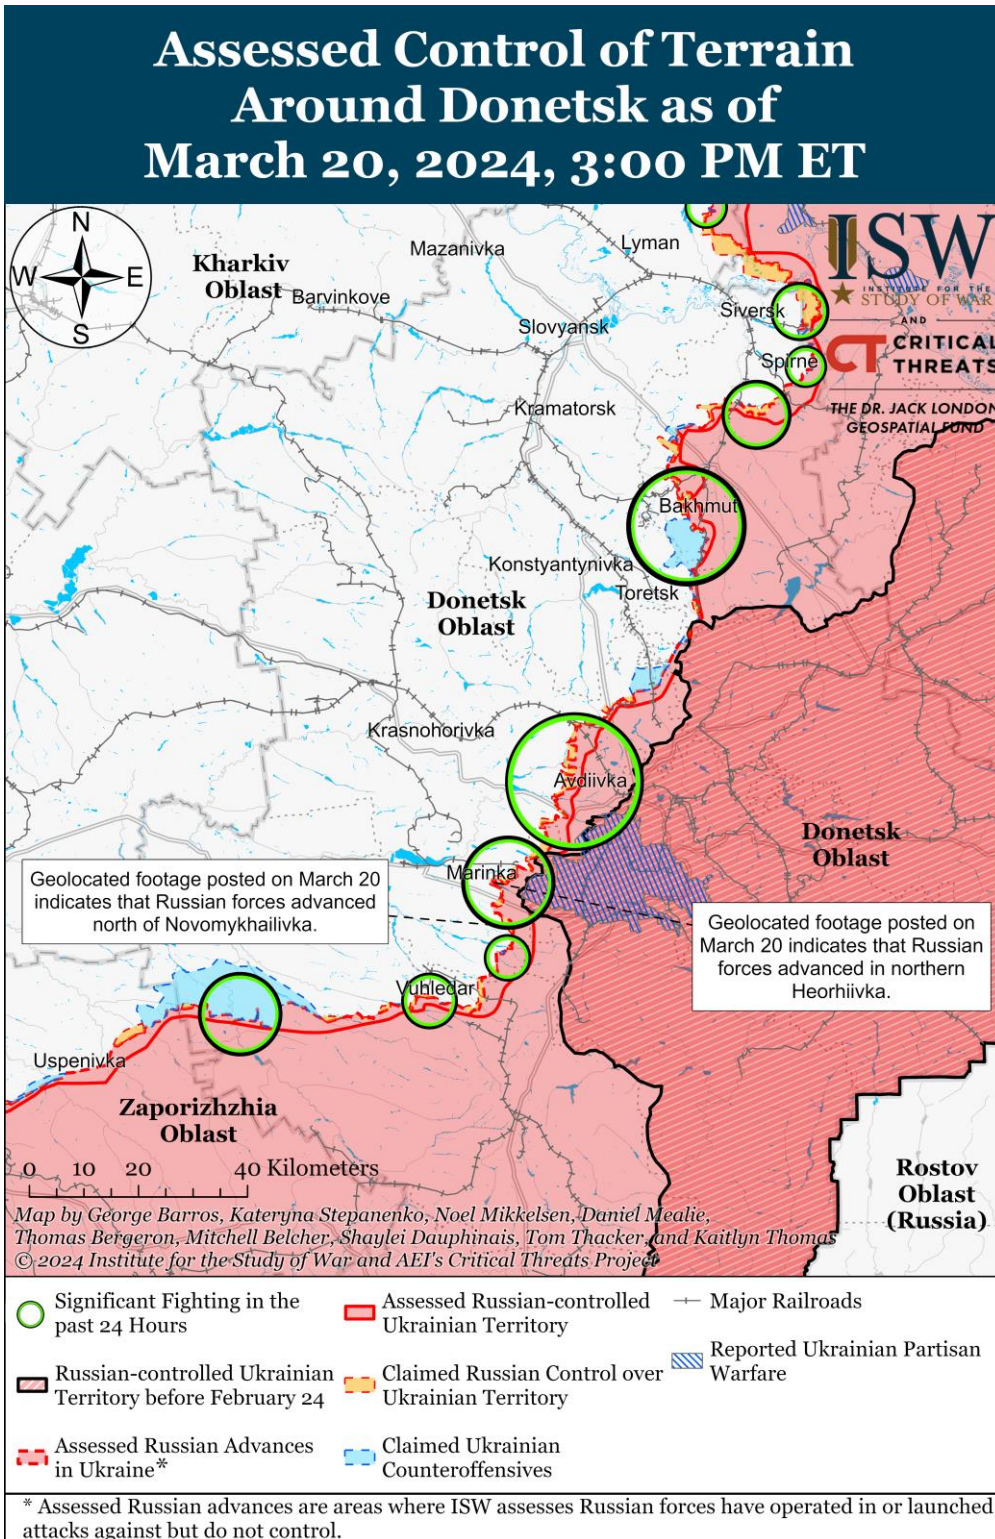 Assessed Control of Terrain
Around Donetsk as of
March 20, 2024, 3:00 PM ET
N
W
E
S
Kharkiv
Oblast
Mazanivka
Lyman
Barvinkove
Slovyansk
Siversk
Spirne
Kramatorsk
ISW
INSTITUTE FOR THE
STUDY OF WAR
AND
CT
CRITICAL
THREATS
THE DR. JACK LONDON
GEOSPATIAL FUND
Bakhmut
Konstyantynivka
Toretsk
Donetsk
Oblast
Krasnohorivka
Avdiivka
Donetsk
Oblast
Marinka
Geolocated footage posted on March 20
indicates that Russian forces advanced
north of Novomykhailivka.
Geolocated footage posted on
March 20 indicates that Russian
forces advanced in northern
Heorhiivka.
Vuhledar
Uspenivka
Zaporizhzhia
Oblast
Rostov
Oblast
(Russia)
0 10 20 40 Kilometers
Map by George Barros, Kateryna Stepanenko, Noel Mikkelsen, Daniel Mealie,
Thomas Bergeron, Mitchell Belcher, Shaylei Dauphinais, Tom Thacker, and Kaitlyn Thomas
© 2024 Institute for the Study of War and AEI's Critical Threats Project
Significant Fighting in the
past 24 Hours
Russian-controlled Ukrainian
Territory before February 24
Assessed Russian Advances
in Ukraine*
Assessed Russian-controlled
Ukrainian Territory
Claimed Russian Control over
Ukrainian Territory
Claimed Ukrainian
Counteroffensives
Major Railroads
Reported Ukrainian Partisan
Warfare
* Assessed Russian advances are areas where ISW assesses Russian forces have operated in or launched
attacks against but do not control.